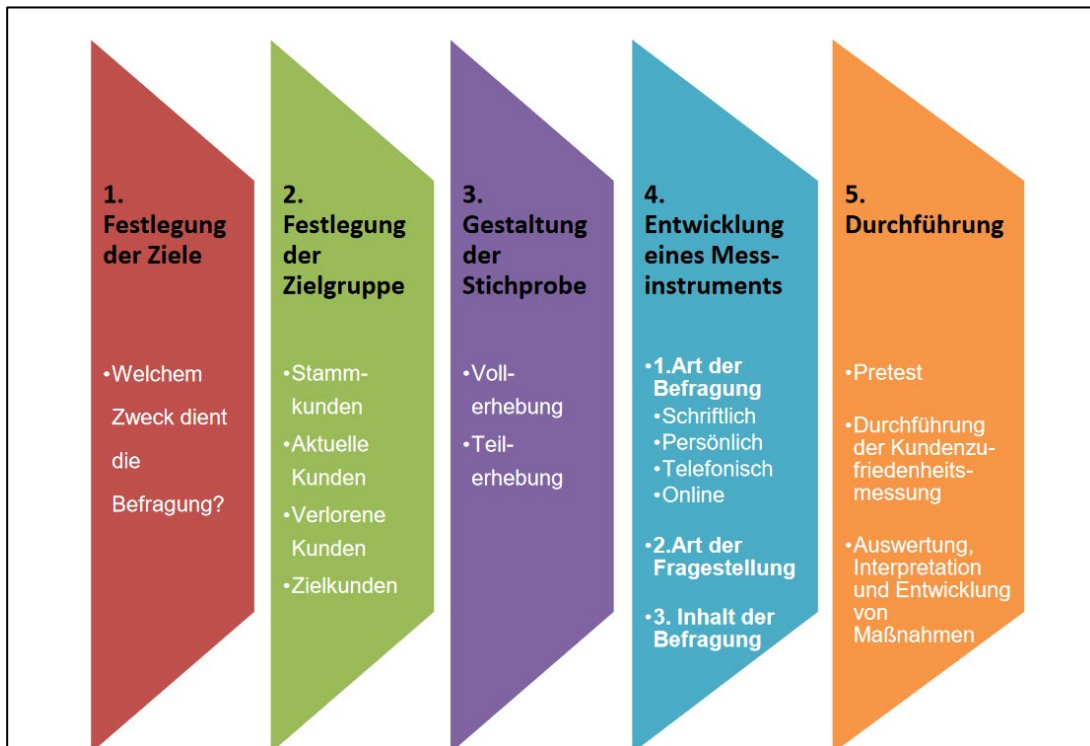 1.
Festlegung
der Ziele
•Welchem
Zweck dient
die
Befragung?
2.
Festlegung
der
Zielgruppe
•Stamm-
kunden
•Aktuelle
Kunden
•Verlorene
Kunden
•Zielkunden
3.
Gestaltung
der
Stichprobe
•Voll-
erhebung
•Teil-
erhebung
4.
Entwicklung
eines Mess-
instruments
•1.Art der
Befragung
•Schriftlich
•Persönlich
•Telefonisch
•Online
•2.Art der
Fragestellung
•3. Inhalt der
Befragung
5.
Durchführung
•Pretest
•Durchführung
der Kundenzu-
friedenheits-
messung
•Auswertung,
Interpretation
und Entwicklung
von
Maßnahmen